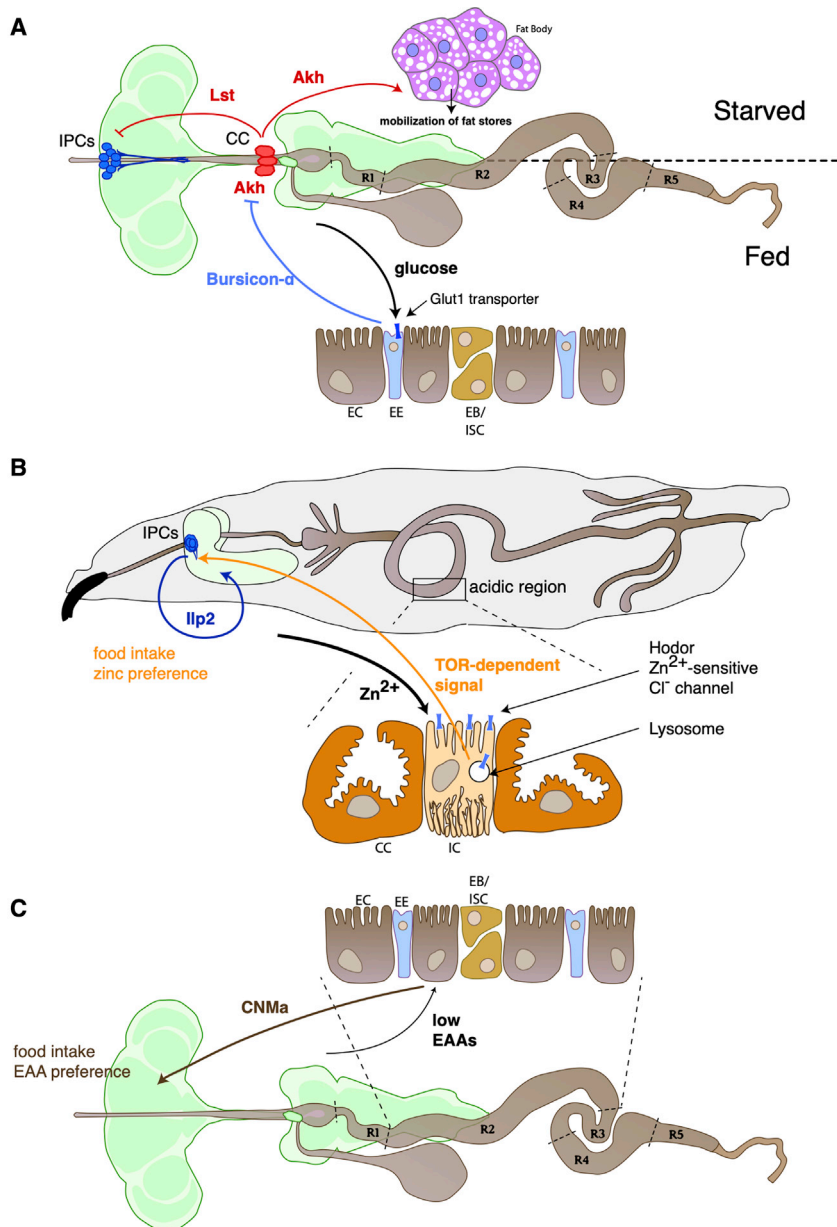 A
Fat Body
Akh
Lst
mobilization of fat stores
Starved
IPCs
CC
Akh
R1
R2
R3
R4
R5
Fed
glucose
Bursicon-α
Glut1 transporter
EC
EE
EB/
ISC
B
IPCs
acidic region
Ilp2
food intake
zinc preference
TOR-dependent
signal
Zn2+
Hodor
Zn2+-sensitive
Cl- channel
Lysosome
CC
IC
C
EC
EE
EB/
ISC
CNMa
low
EAAs
food intake
EAA preference
R1
R2
R3
R4
R5